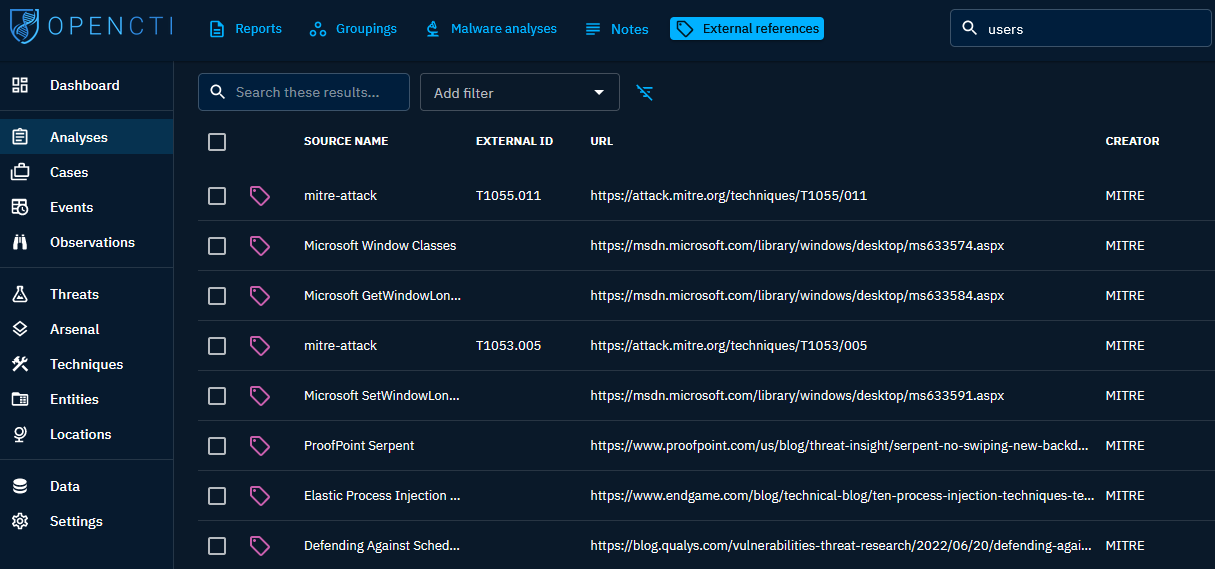 OPENCTI
Reports
Groupings
Malware analyses
Notes
External references
users
Dashboard
Analyses
Cases
Events
Observations
Threats
Arsenal
Techniques
Entities
Locations
Data
Settings
Search these results...
Add filter
SOURCE NAME EXTERNAL ID URL CREATOR
mitre-attack T1055.011 https://attack.mitre.org/techniques/T1055/011 MITRE
Microsoft Window Classes https://msdn.microsoft.com/library/windows/desktop/ms633574.aspx MITRE
Microsoft GetWindowLon... https://msdn.microsoft.com/library/windows/desktop/ms633584.aspx MITRE
mitre-attack T1053.005 https://attack.mitre.org/techniques/T1053/005 MITRE
Microsoft SetWindowLon... https://msdn.microsoft.com/library/windows/desktop/ms633591.aspx MITRE
ProofPoint Serpent https://www.proofpoint.com/us/blog/threat-insight/serpent-no-swiping-new-backd... MITRE
Elastic Process Injection ... https://www.endgame.com/blog/technical-blog/ten-process-injection-techniques-te... MITRE
Defending Against Sched... https://blog.qualys.com/vulnerabilities-threat-research/2022/06/20/defending-agai... MITRE